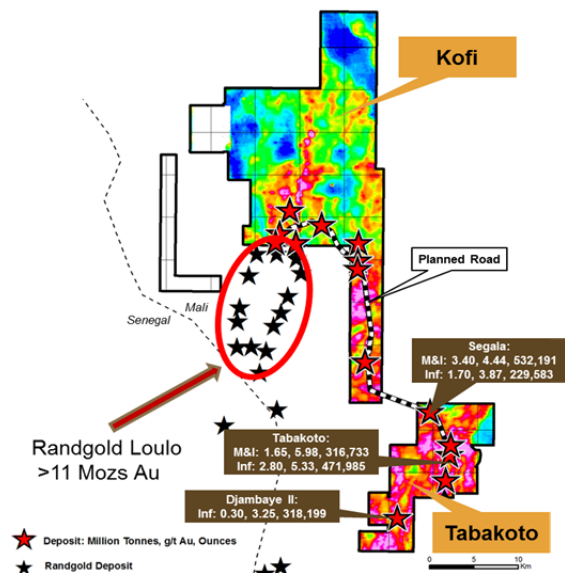 Kofi
Planned Road
Mali
Senegal
Segala:
M&I: 3.40, 4.44, 532,191
Inf: 1.70, 3.87, 229,583
Randgold Loulo
>11 Mozs Au
Tabakoto:
M&I: 1.65, 5.98, 316,733
Inf: 2.80, 5.33, 471,985
Djambaye II:
Inf: 0.30, 3.25, 318,199
Tabakoto
Deposit: Million Tonnes, g/t Au, Ounces
Randgold Deposit
0 5 10
Km